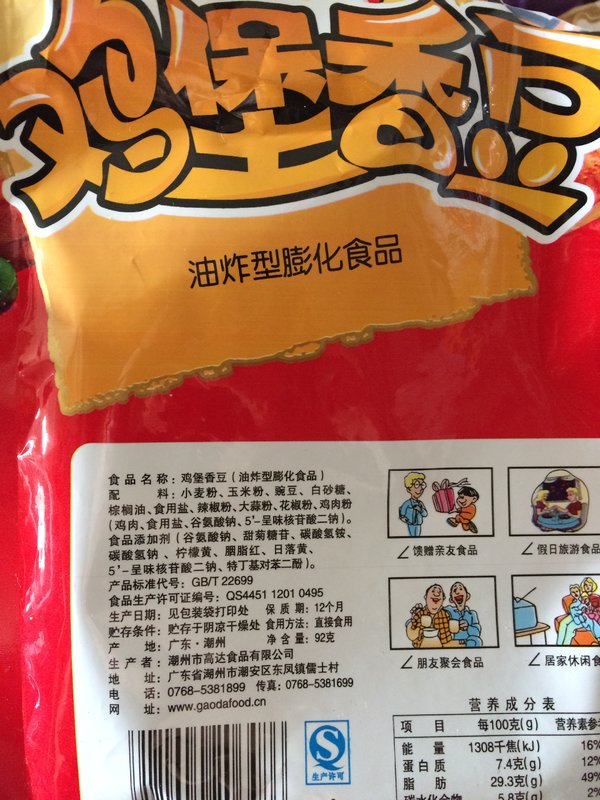 鸡堡香豆
油炸型膨化食品
食品名称：鸡堡香豆（油炸型膨化食品）
配 料：小麦粉、玉米粉、豌豆、白砂糖、
棕榈油、食用盐、辣椒粉、大蒜粉、花椒粉、鸡肉粉
（鸡肉、食用盐、谷氨酸钠、5'-呈味核苷酸二钠）。
食品添加剂（谷氨酸钠、甜菊糖苷、碳酸氢铵、
碳酸氢钠、柠檬黄、胭脂红、日落黄、
5'-呈味核苷酸二钠、特丁基对苯二酚）。
产品标准代号：GB/T 22699
食品生产许可证编号：QS4451 1201 0495
生产日期：见包装袋打印处 保质期：12个月
贮存条件：贮存于阴凉干燥处 食用方法：直接食用
产 地：广东·潮州 净含量：92克
生产者：潮州市高达食品有限公司
地 址：广东省潮州市潮安区东凤镇儒士村
电 话：0768-5381899 传真：0768-5381699
网 址：www.gaodafood.cn
∠馈赠亲友食品
∠假日旅游食品
∠朋友聚会食品
∠居家休闲食
生产许可
营养成分表
项 目 每100克(g) 营养素参考
能 量 1308千焦(kJ) 16%
蛋白质 7.4克(g) 12%
脂 肪 29.3克(g) 49%
碳水化合物 5.8克(g) 2%